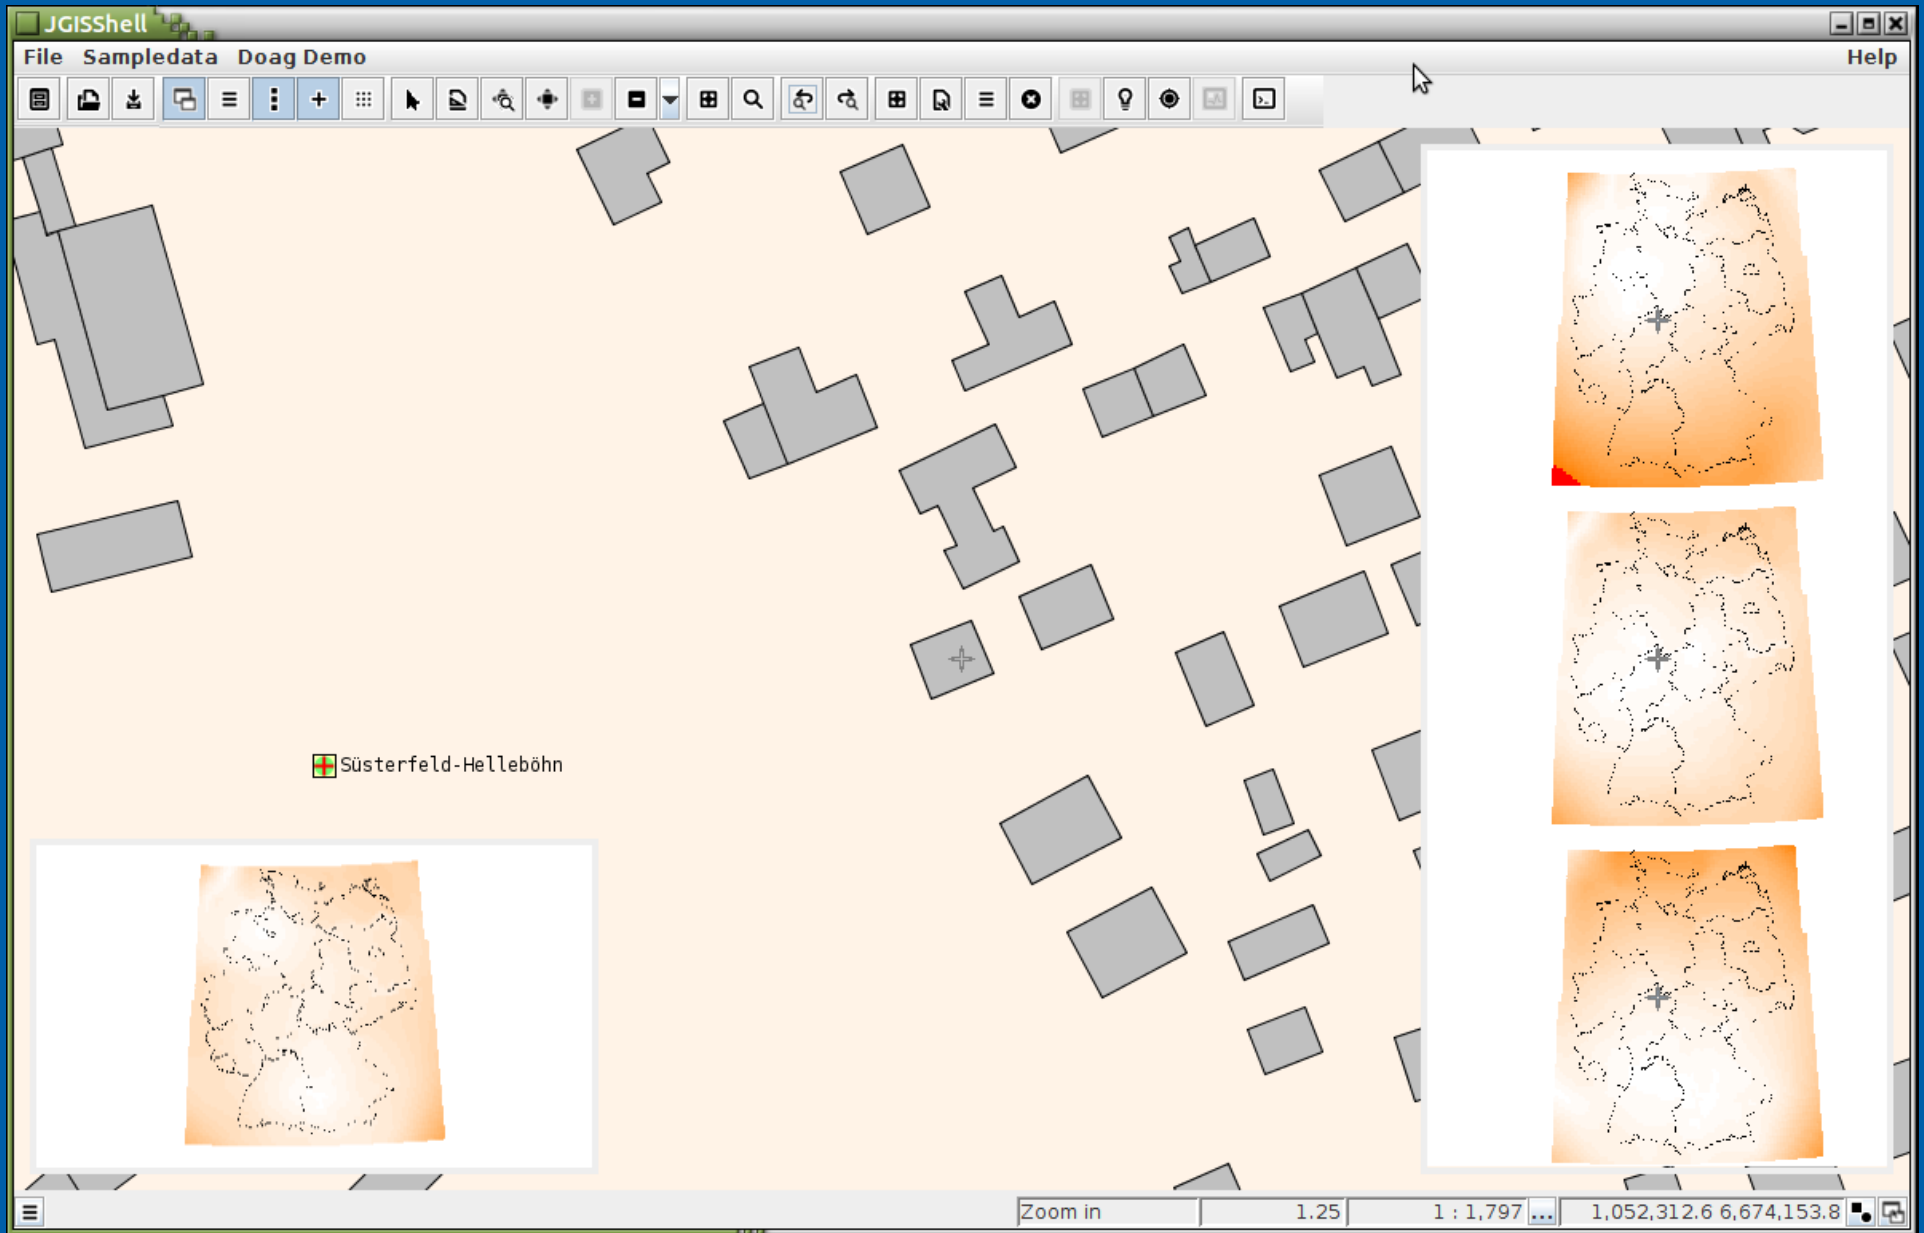 JGISShell
File Sampledata Doag Demo Help
Süsterfeld-Helleböhn
Zoom in 1.25 1 : 1,797 ... 1,052,312.6 6,674,153.8